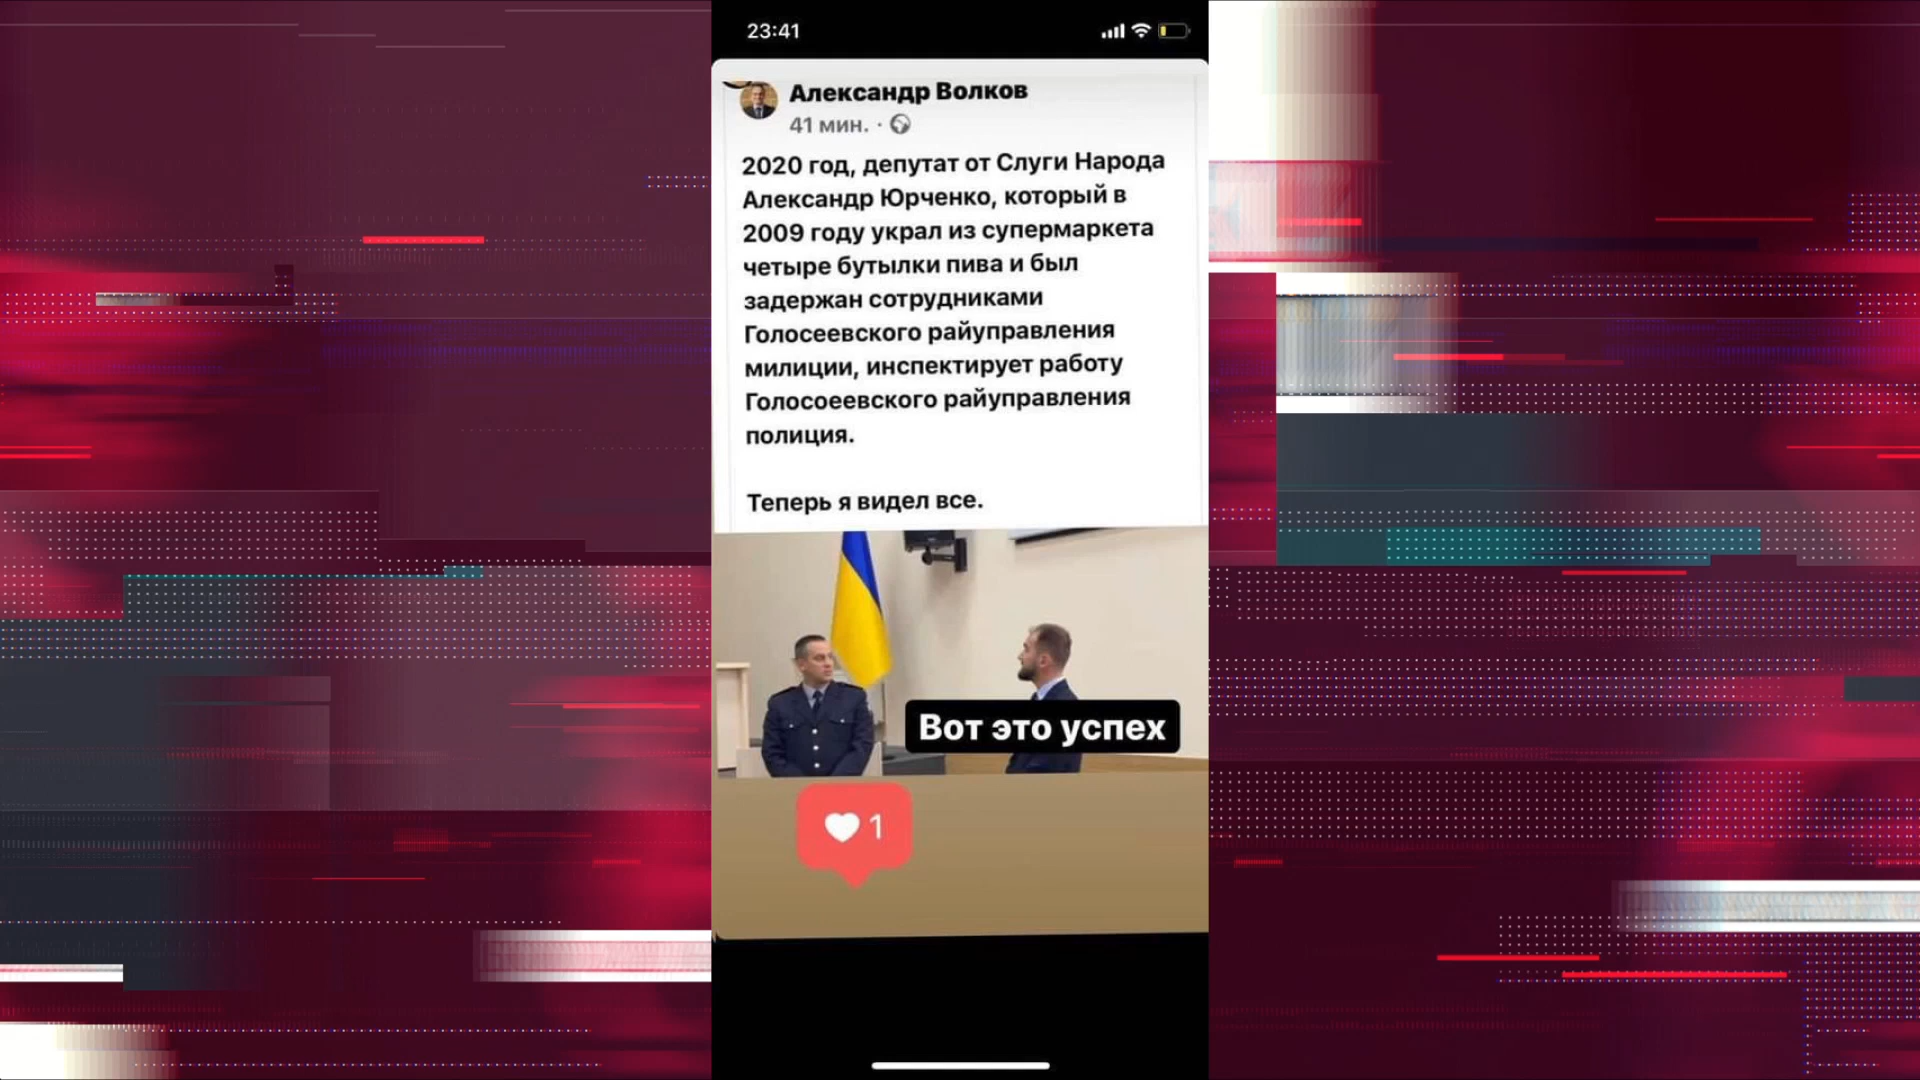 23:41
Александр Волков
41 мин. ·
2020 год, депутат от Слуги Народа
Александр Юрченко, который в
2009 году украл из супермаркета
четыре бутылки пива и был
задержан сотрудниками
Голосеевского райуправления
милиции, инспектирует работу
Голосоеевского райуправления
полиция.
Теперь я видел все.
Вот это успех
1